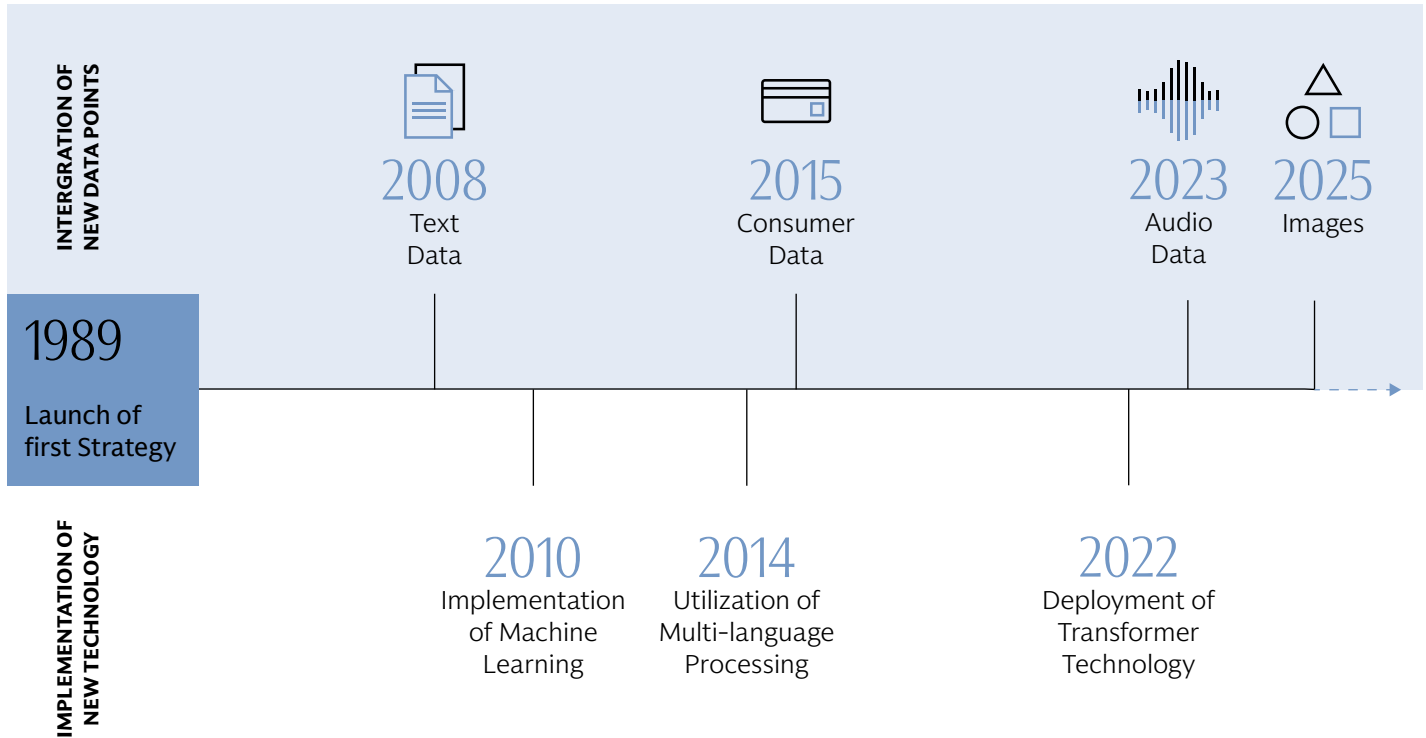 INTERGRATION OF
NEW DATA POINTS
2008
Text
Data
2015
Consumer
Data
2023
Audio
Data
2025
Images
1989
Launch of
first Strategy
IMPLEMENTATION OF
NEW TECHNOLOGY
2010
Implementation
of Machine
Learning
2014
Utilization of
Multi-language
Processing
2022
Deployment of
Transformer
Technology